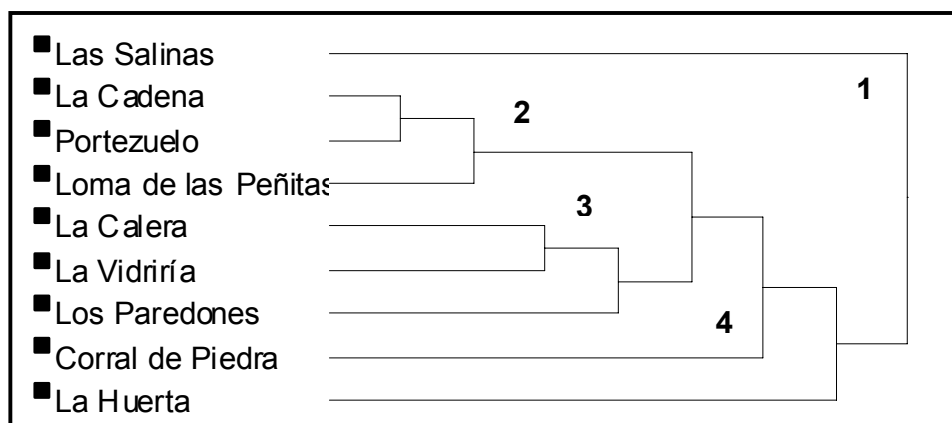 Las Salinas
1
La Cadena
2
Portezuelo
Loma de las Peñitas
3
La Calera
La Vidriría
Los Paredones
4
Corral de Piedra
La Huerta